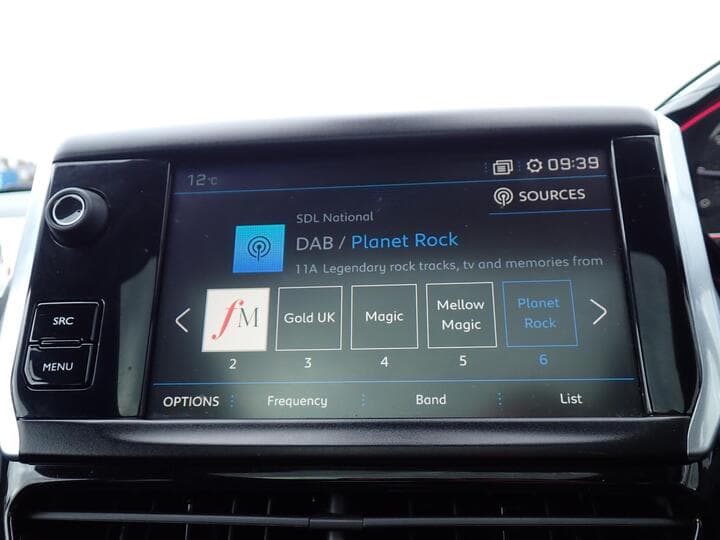 12°C
09:39
SOURCES
SDL National
DAB / Planet Rock
11A Legendary rock tracks, tv and memories from
SRC
MENU
fM
Gold UK
Magic
Mellow
Magic
Planet
Rock
2
3
4
5
6
OPTIONS
Frequency
Band
List